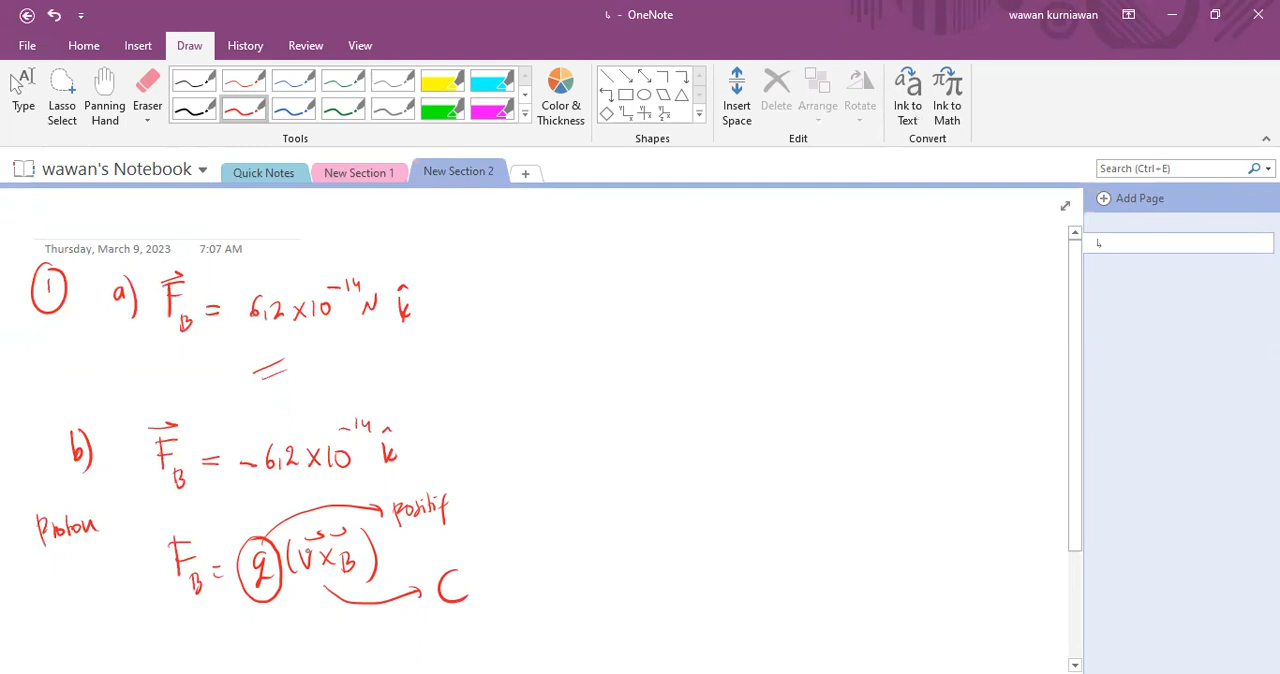 ↳ - OneNote
wawan kurniawan
File Home Insert Draw History Review View
Type
Lasso Select
Panning Hand
Eraser
Color & Thickness
Insert Space
Delete
Arrange
Rotate
Ink to Text
Ink to Math
Tools
Shapes
Edit
Convert
wawan's Notebook
Quick Notes
New Section 1
New Section 2
Search (Ctrl+E)
Add Page
↳
Thursday, March 9, 2023 7:07 AM
① a) F⃗_B = 6,2 × 10^-14 N k̂
b) F⃗_B = -6,2 × 10^-14 k̂
positif
Proton
F_B = q (v⃗ × B⃗)
C